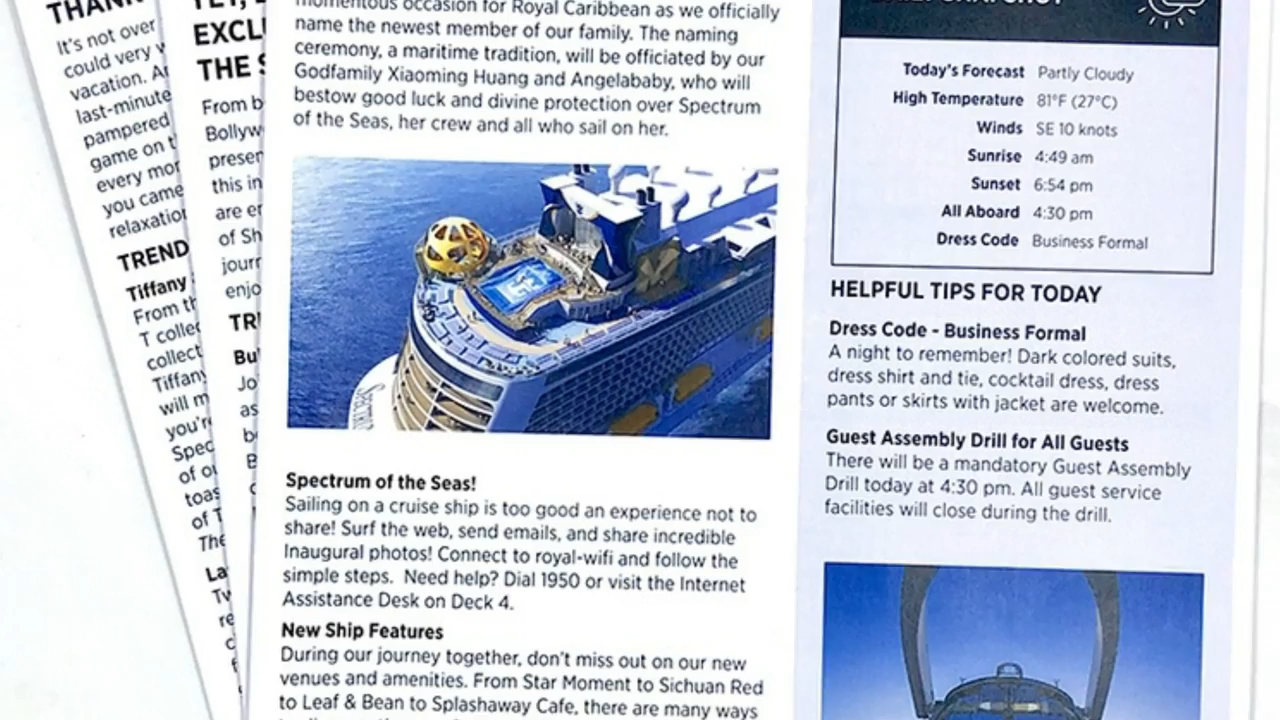 THANK
It's not over
could very
vacation.
last-minute
pampered
game on
every
you came
relaxation
TREND
Tiffany
From
T
collect
Tiffany
will
you're
Spec
of
toas
of T
The
La
EXCL
THE S
From b
Bollyw
presen
this in
are
of Sh
journ
enjo
TR
Bu
Jo
as
momentous occasion for Royal Caribbean as we officially
name the newest member of our family. The naming
ceremony, a maritime tradition, will be officiated by our
Godfamily Xiaoming Huang and Angelababy, who will
bestow good luck and divine protection over Spectrum
of the Seas, her crew and all who sail on her.
Spectrum of the Seas!
Sailing on a cruise ship is too good an experience not to
share! Surf the web, send emails, and share incredible
Inaugural photos! Connect to royal-wifi and follow the
simple steps. Need help? Dial 1950 or visit the Internet
Assistance Desk on Deck 4.
New Ship Features
During our journey together, don't miss out on our new
venues and amenities. From Star Moment to Sichuan Red
to Leaf & Bean to Splashaway Cafe, there are many ways
Today's Forecast Partly Cloudy
High Temperature 81°F (27°C)
Winds SE 10 knots
Sunrise 4:49 am
Sunset 6:54 pm
All Aboard 4:30 pm
Dress Code Business Formal
HELPFUL TIPS FOR TODAY
Dress Code - Business Formal
A night to remember! Dark colored suits,
dress shirt and tie, cocktail dress, dress
pants or skirts with jacket are welcome.
Guest Assembly Drill for All Guests
There will be a mandatory Guest Assembly
Drill today at 4:30 pm. All guest service
facilities will close during the drill.